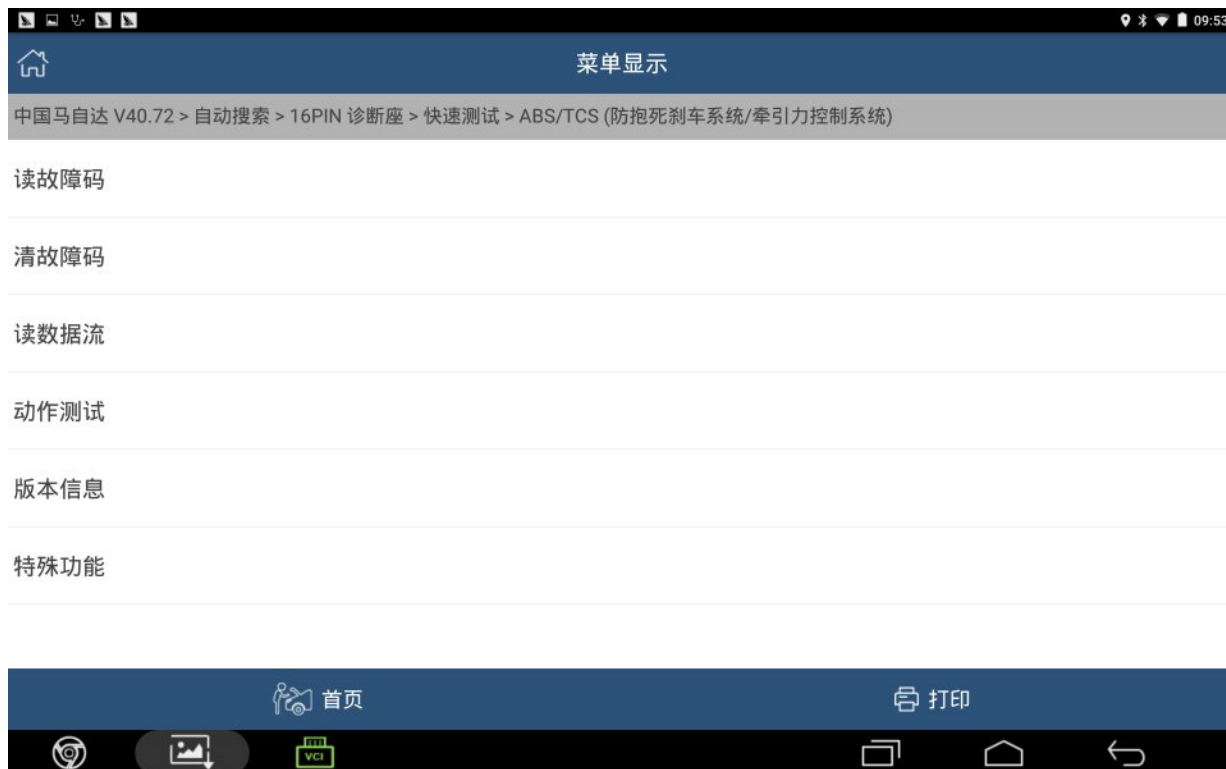 09:53
菜单显示
中国马自达 V40.72 > 自动搜索 > 16PIN 诊断座 > 快速测试 > ABS/TCS (防抱死刹车系统/牵引力控制系统)
读故障码
清故障码
读数据流
动作测试
版本信息
特殊功能
首页
打印
VCI